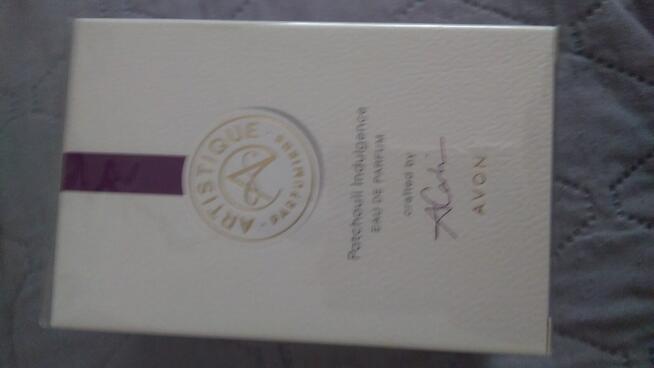 ARTISTIQUE
PARFUMIERS
Patchouli Indulgence
EAU DE PARFUM
crafted by
AVON